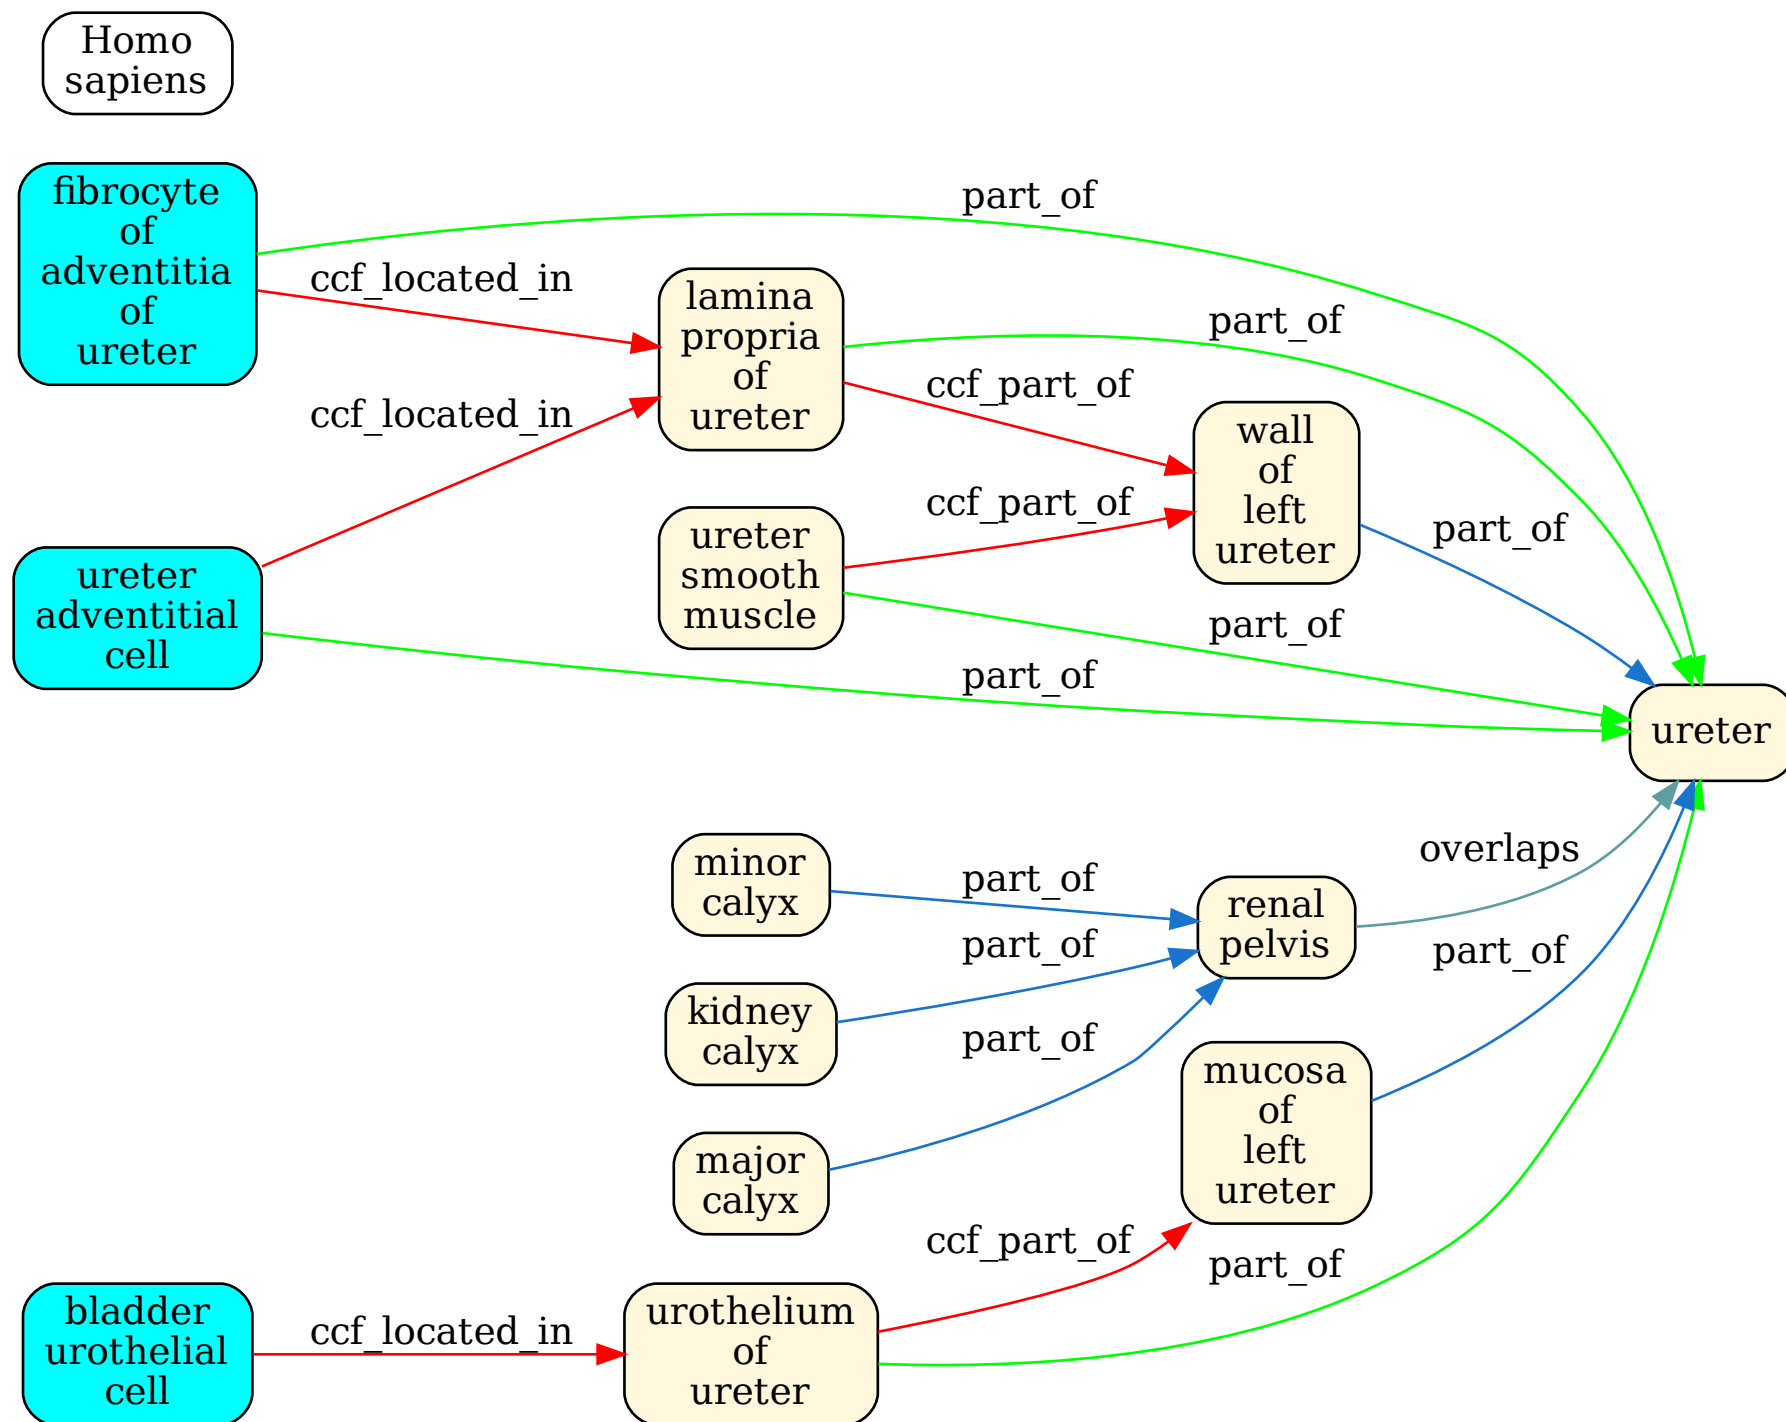 Homo
sapiens
fibrocyte
of
adventitia
of
ureter
part_of
ccf_located_in
lamina
propria
of
ureter
part_of
ccf_part_of
ccf_located_in
wall
of
left
ureter
ureter
smooth
muscle
ccf_part_of
part_of
part_of
ureter
adventitial
cell
part_of
ureter
minor
calyx
part_of
overlaps
renal
pelvis
part_of
kidney
calyx
part_of
part_of
major
calyx
mucosa
of
left
ureter
ccf_part_of
part_of
bladder
urothelial
cell
ccf_located_in
urothelium
of
ureter